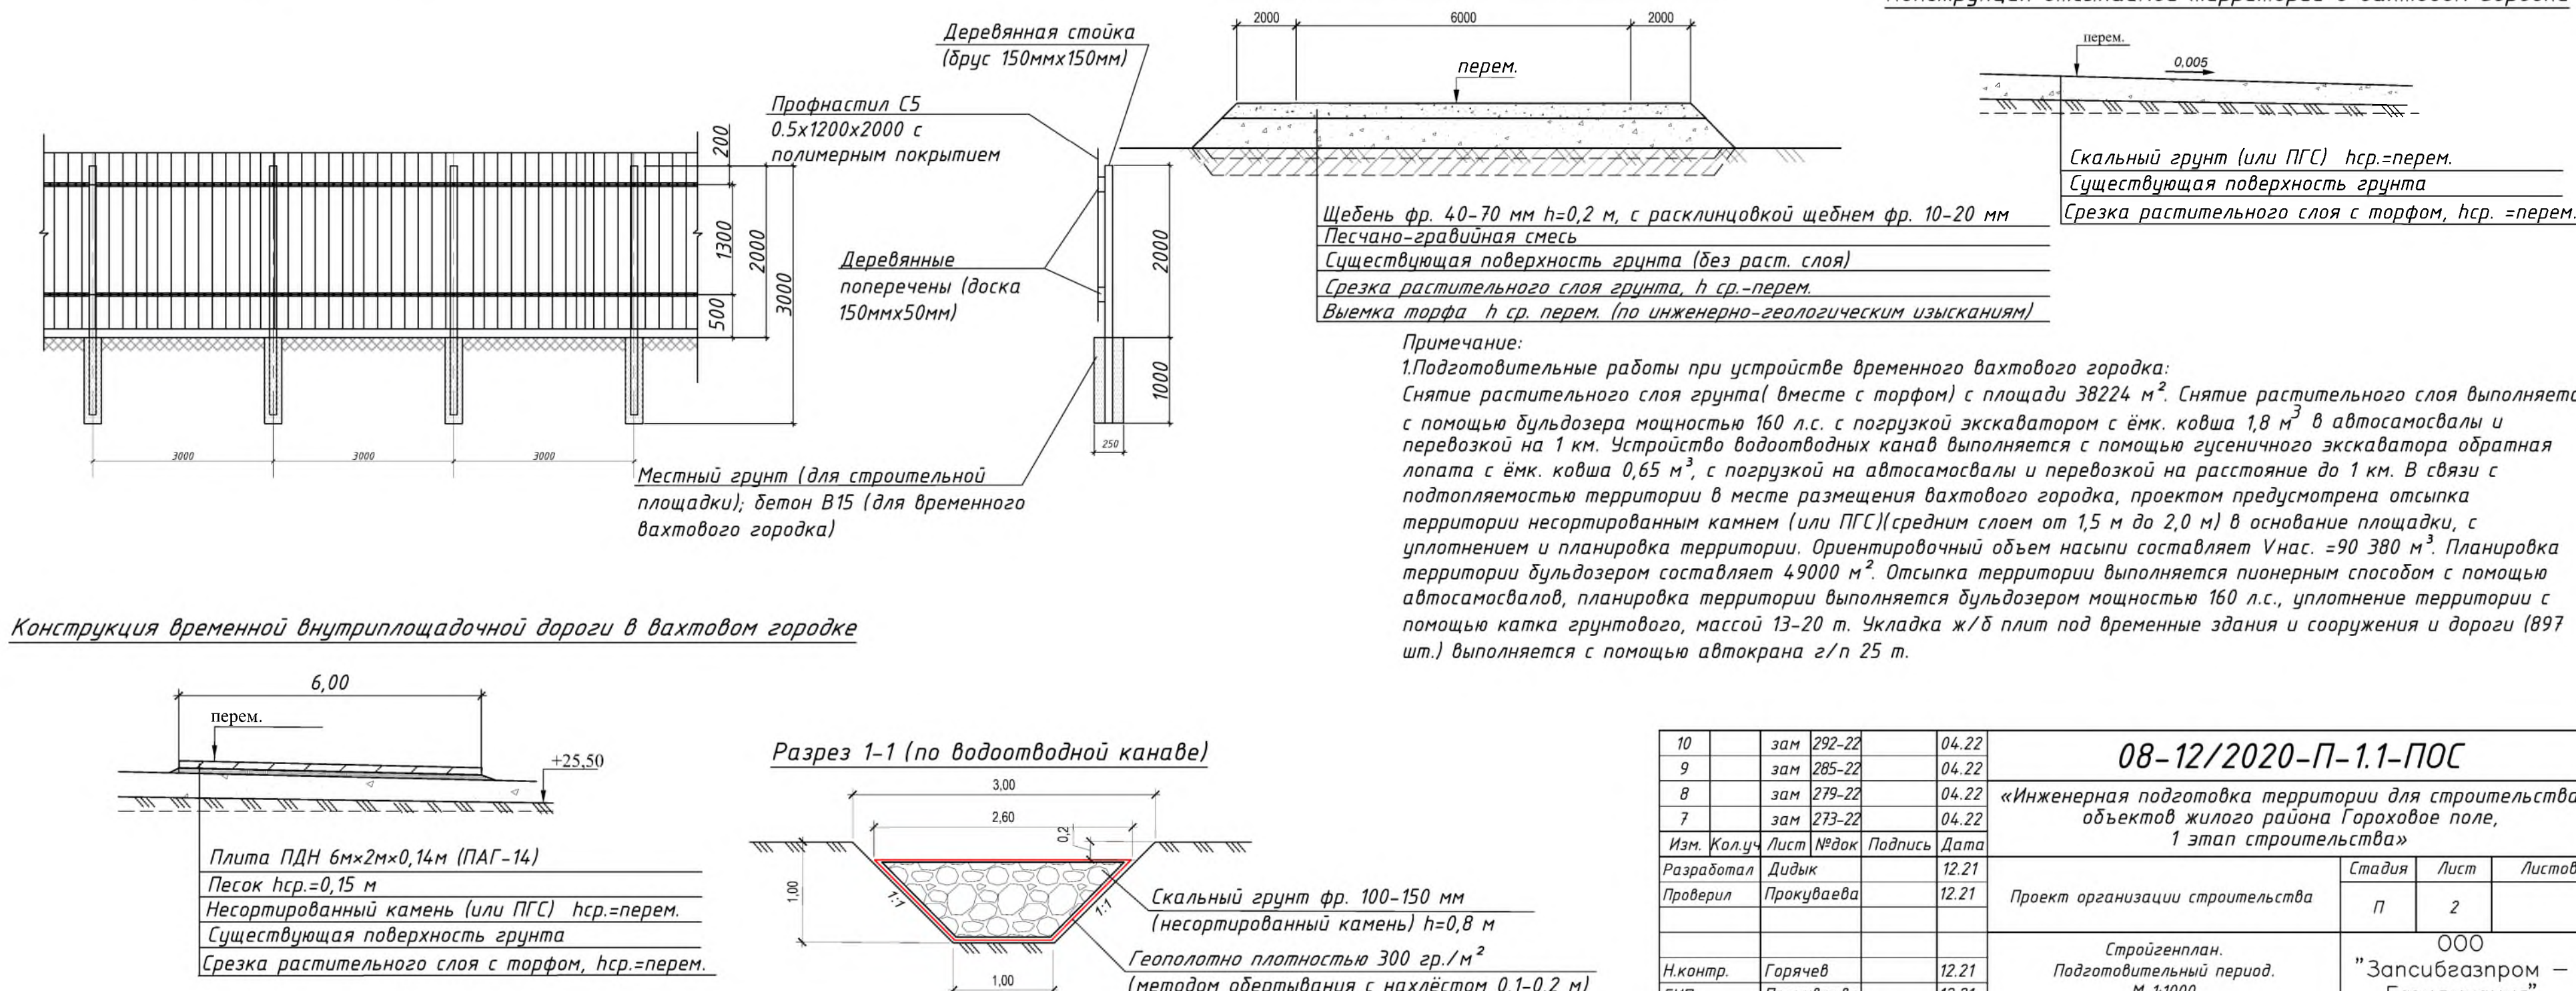 200
1300
500
2000
3000
3000
3000
3000
Деревянная стойка
(брус 150ммх150мм)
Профнастил С5
0.5х1200х2000 с
полимерным покрытием
Деревянные
поперечены (доска
150ммх50мм)
2000
1000
250
Местный грунт (для строительной
площадки); бетон В15 (для временного
вахтового городка)
2000
6000
2000
перем.
Щебень фр. 40-70 мм h=0,2 м, с расклинцовкой щебнем фр. 10-20 мм
Песчано-гравийная смесь
Существующая поверхность грунта (без раст. слоя)
Срезка растительного слоя грунта, h ср.-перем.
Выемка торфа h ср. перем. (по инженерно-геологическим изысканиям)
перем.
0,005
Скальный грунт (или ПГС) hср.=перем.
Существующая поверхность грунта
Срезка растительного слоя с торфом, hср. =перем.
Примечание:
1.Подготовительные работы при устройстве временного вахтового городка:
Снятие растительного слоя грунта( вместе с торфом) с площади 38224 м². Снятие растительного слоя выполняетс
с помощью бульдозера мощностью 160 л.с. с погрузкой экскаватором с ёмк. ковша 1,8 м³ в автосамосвалы и
перевозкой на 1 км. Устройство водоотводных канав выполняется с помощью гусеничного экскаватора обратная
лопата с ёмк. ковша 0,65 м³, с погрузкой на автосамосвалы и перевозкой на расстояние до 1 км. В связи с
подтопляемостью территории в месте размещения вахтового городка, проектом предусмотрена отсыпка
территории несортированным камнем (или ПГС)(средним слоем от 1,5 м до 2,0 м) в основание площадки, с
уплотнением и планировка территории. Ориентировочный объем насыпи составляет Vнас. =90 380 м³. Планировка
территории бульдозером составляет 49000 м². Отсыпка территории выполняется пионерным способом с помощью
автосамосвалов, планировка территории выполняется бульдозером мощностью 160 л.с., уплотнение территории с
помощью катка грунтового, массой 13-20 т. Укладка ж/б плит под временные здания и сооружения и дороги (897
шт.) выполняется с помощью автокрана г/п 25 т.
Конструкция временной внутриплощадочной дороги в вахтовом городке
6,00
перем.
+25,50
Плита ПДН 6м×2м×0,14м (ПАГ-14)
Песок hср.=0,15 м
Несортированный камень (или ПГС) hср.=перем.
Существующая поверхность грунта
Срезка растительного слоя с торфом, hср.=перем.
Разрез 1-1 (по водоотводной канаве)
3,00
2,60
0,2
1,00
1:1
1:1
1,00
Скальный грунт фр. 100-150 мм
(несортированный камень) h=0,8 м
Геополотно плотностью 300 гр./м²
(методом обертывания с нахлёстом 0,1-0,2 м)
10 зам 292-22 04.22
9 зам 285-22 04.22
8 зам 279-22 04.22
7 зам 273-22 04.22
Изм. Кол.уч Лист №док Подпись Дата
Разработал Дидык 12.21
Проверил Прокуваева 12.21
Н.контр. Горячев 12.21
08-12/2020-П-1.1-ПОС
«Инженерная подготовка территории для строительства
объектов жилого района Гороховое поле,
1 этап строительства»
Проект организации строительства
Стадия Лист Листов
П 2
Стройгенплан.
Подготовительный период.
ООО
"Запсибгазпром –